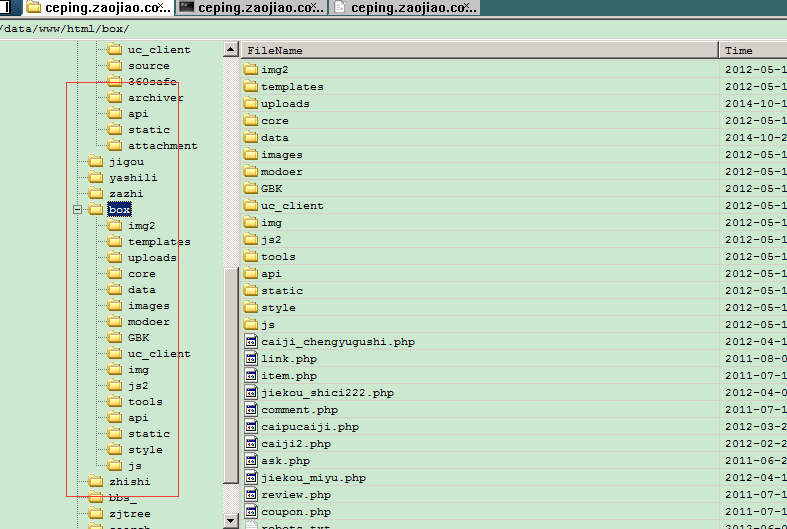 ceping.zaojiao.co... ceping.zaojiao.co... ceping.zaojiao.co...
/data/www/html/box/
uc_client
source
360safe
archiver
api
static
attachment
jigou
yashili
zazhi
box
img2
templates
uploads
core
data
images
modoer
GBK
uc_client
img
js2
tools
api
static
style
js
zhishi
bbs_
zjtree
FileName Time
img2 2012-05-1
templates 2012-05-1
uploads 2014-10-1
core 2012-05-1
data 2014-10-2
images 2012-05-1
modoer 2012-05-1
GBK 2012-05-1
uc_client 2012-05-1
img 2012-05-1
js2 2012-05-1
tools 2012-05-1
api 2012-05-1
static 2012-05-1
style 2012-05-1
js 2012-05-1
caiji_chengyugushi.php 2012-04-1
link.php 2011-08-0
item.php 2011-07-1
jiekou_shici222.php 2012-04-0
comment.php 2011-07-1
caipucaiji.php 2012-03-2
caiji2.php 2012-02-2
ask.php 2011-06-2
jiekou_miyu.php 2012-04-1
review.php 2011-07-1
coupon.php 2011-07-1
robots.txt 2012-06-0